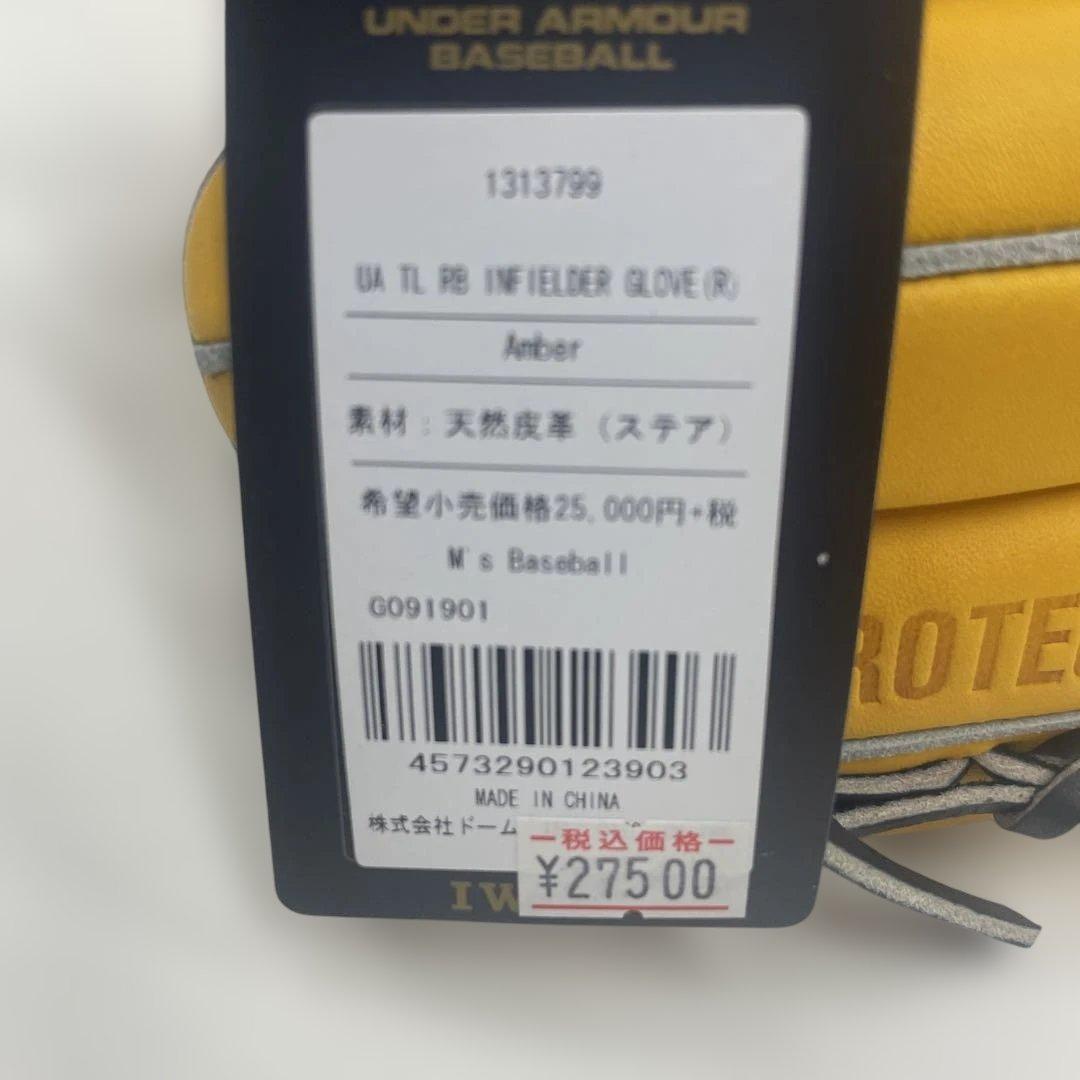 UNDER ARMOUR
BASEBALL
1313799
UA TL RB INFIELDER GLOVE(R)
Amber
素材：天然皮革（ステア）
希望小売価格25,000円+税
M's Baseball
G091901
4573290123903
MADE IN CHINA
株式会社ドーム
税込価格
¥27500
IW
ROTE